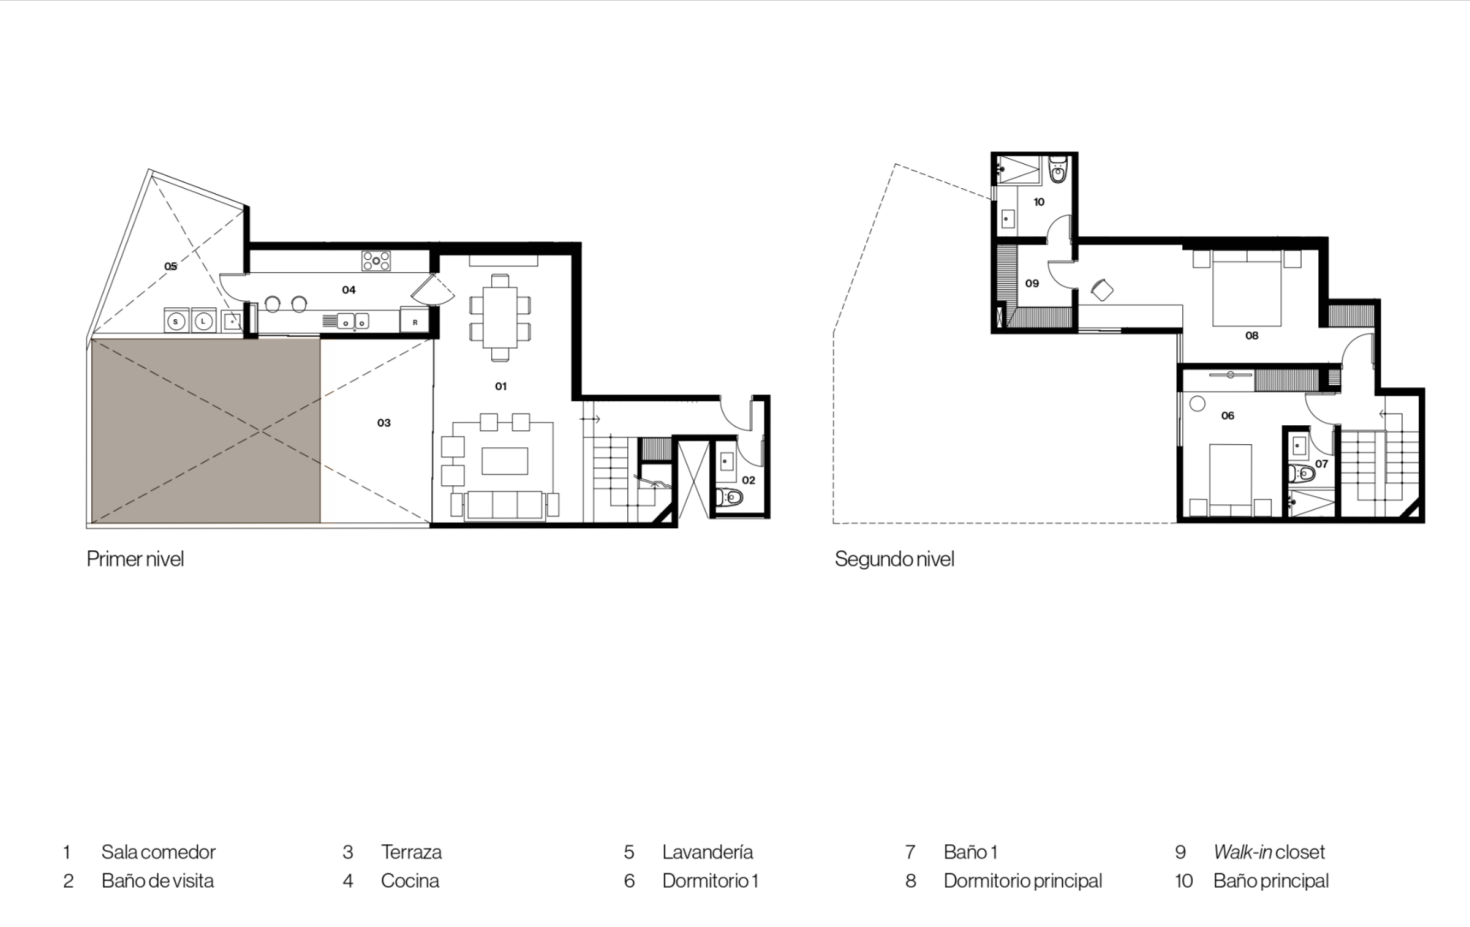 10
09
08
06
07
05
S
L
04
R
01
03
02
Primer nivel
Segundo nivel
1 Sala comedor
2 Baño de visita
3 Terraza
4 Cocina
5 Lavandería
6 Dormitorio 1
7 Baño 1
8 Dormitorio principal
9 Walk-in closet
10 Baño principal